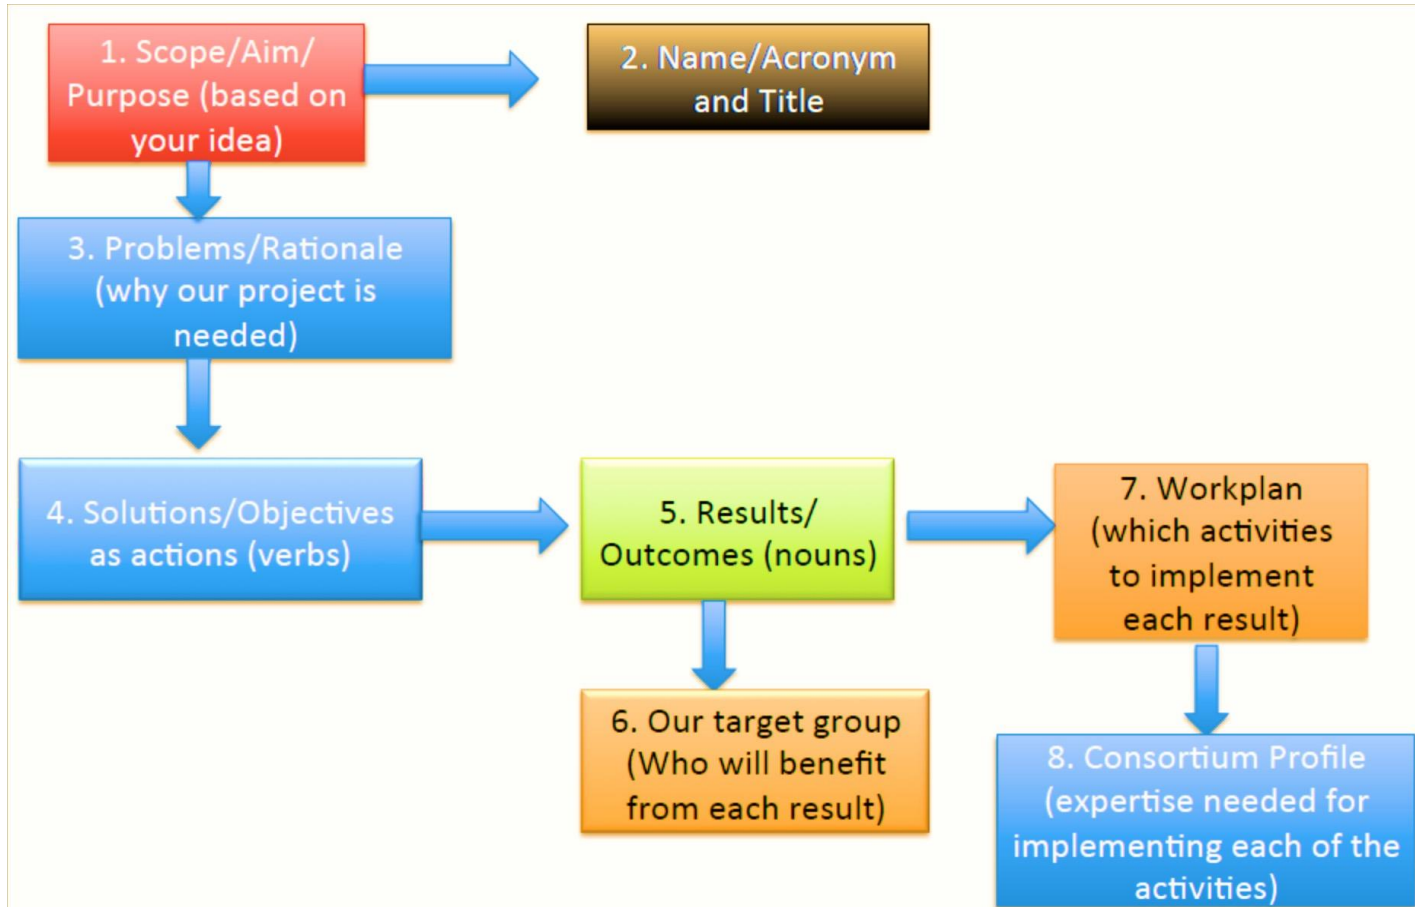 1. Scope/Aim/
Purpose (based on
your idea)
2. Name/Acronym
and Title
3. Problems/Rationale
(why our project is
needed)
4. Solutions/Objectives
as actions (verbs)
5. Results/
Outcomes (nouns)
6. Our target group
(Who will benefit
from each result)
7. Workplan
(which activities
to implement
each result)
8. Consortium Profile
(expertise needed for
implementing each of the
activities)